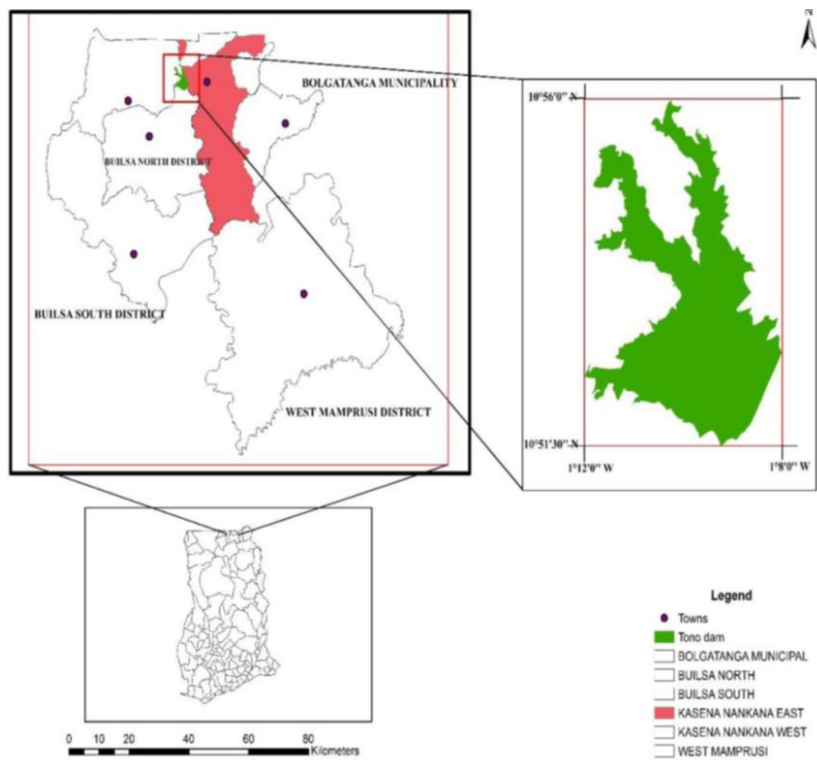 N
BOLGATANGA MUNICIPALITY
BUILSA NORTH DISTRICT
BUILSA SOUTH DISTRICT
WEST MAMPRUSI DISTRICT
10°56'0" N
10°51'30" N
1°12'0" W
1°8'0" W
Legend
Towns
Tono dam
BOLGATANGA MUNICIPAL
BUILSA NORTH
BUILSA SOUTH
KASENA NANKANA EAST
KASENA NANKANA WEST
WEST MAMPRUSI
0 10 20 40 60 80
Kilometers